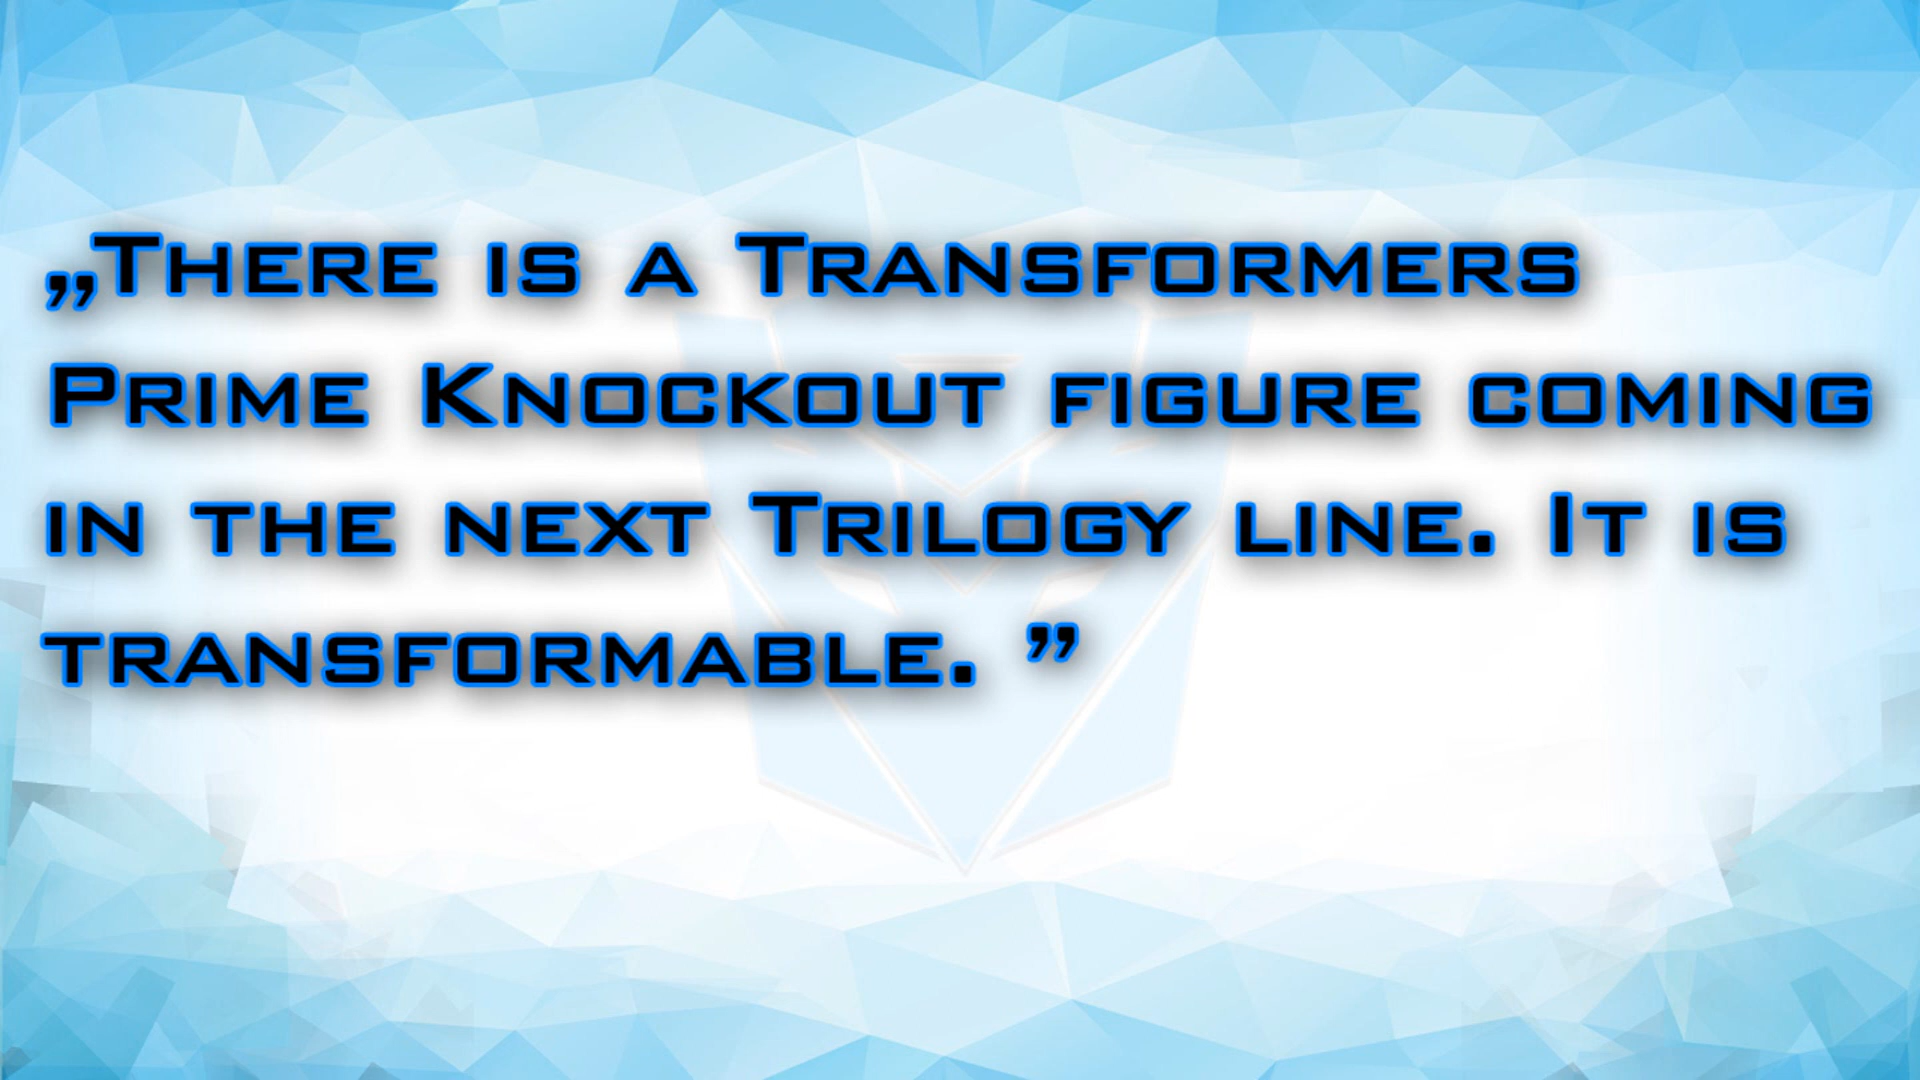 „There is a Transformers
Prime Knockout figure coming
in the next Trilogy line. It is
transformable. ”